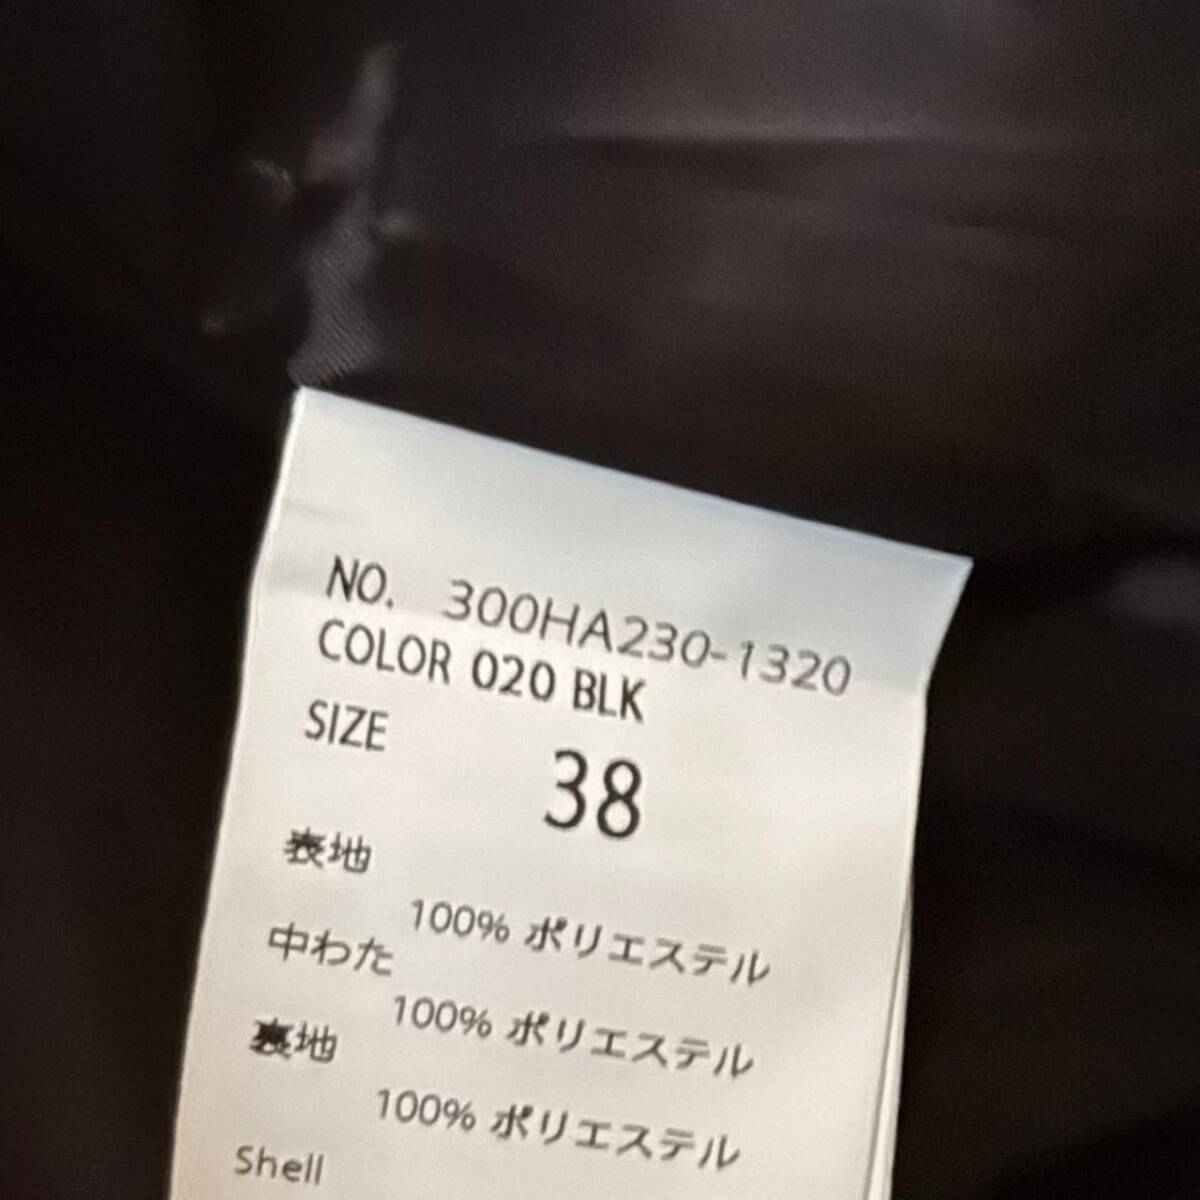 NO. 300HA230-1320
COLOR 020 BLK
SIZE 38
表地
100% ポリエステル
中わた
100% ポリエステル
裏地
100% ポリエステル
Shell